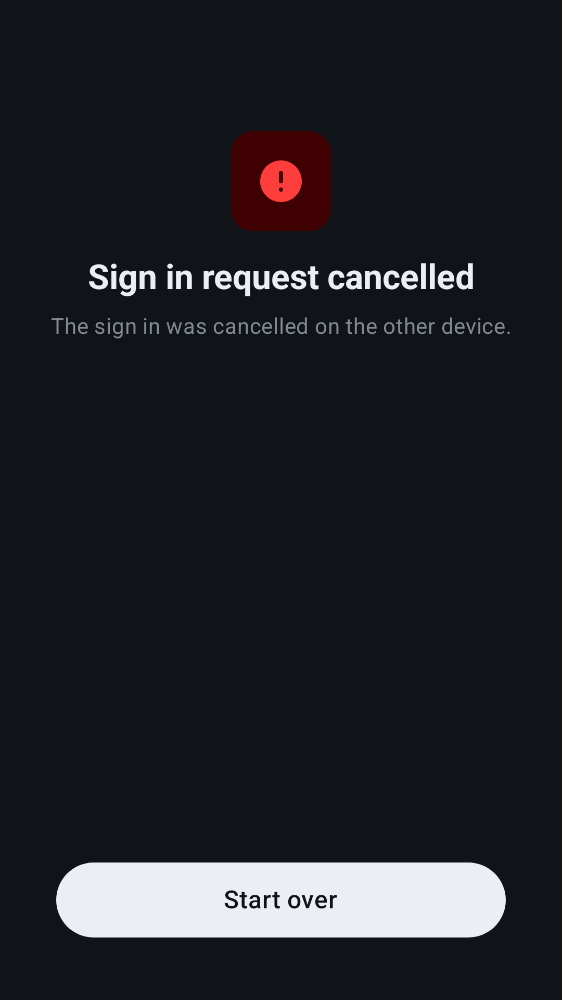 Sign in request cancelled
The sign in was cancelled on the other device.
Start over